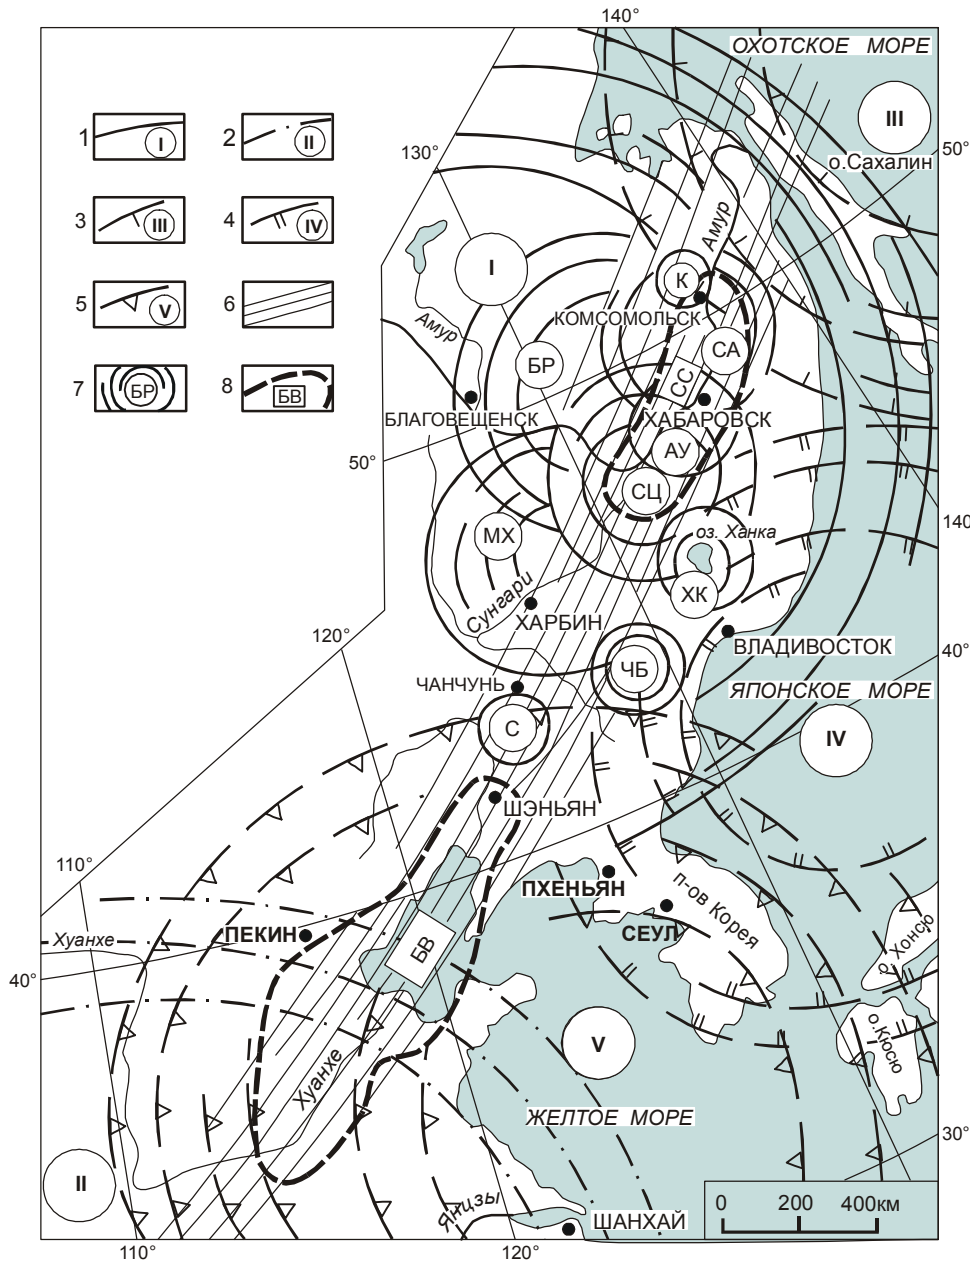 140°
ОХОТСКОЕ МОРЕ
III
1 I
2 II
130°
50°
о.Сахалин
3 III
4 IV
Амур
I
К
5 V
6
КОМСОМОЛЬСК
Амур
СА
БР
СС
7 БР
8 БВ
БЛАГОВЕЩЕНСК
ХАБАРОВСК
АУ
50°
СЦ
140
МХ
оз. Ханка
Сунгари
ХК
ХАРБИН
120°
ВЛАДИВОСТОК
40°
ЧБ
ЧАНЧУНЬ
ЯПОНСКОЕ МОРЕ
С
IV
ШЭНЬЯН
110°
ПХЕНЬЯН
п-ов Корея
ПЕКИН
СЕУЛ
Хуанхе
БВ
о. Хонсю
40°
о.Кюсю
V
Хуанхе
ЖЕЛТОЕ МОРЕ
30°
II
0 200 400км
Янцзы
ШАНХАЙ
110°
120°